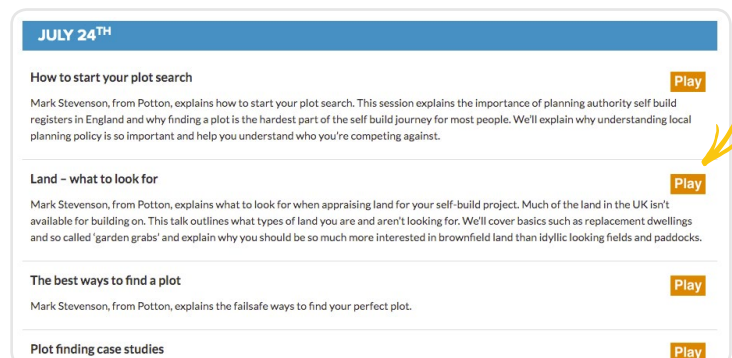 JULY 24TH
How to start your plot search
Play
Mark Stevenson, from Potton, explains how to start your plot search. This session explains the importance of planning authority self build
registers in England and why finding a plot is the hardest part of the self build journey for most people. We'll explain why understanding local
planning policy is so important and help you understand who you're competing against.
Land – what to look for
Play
Mark Stevenson, from Potton, explains what to look for when appraising land for your self-build project. Much of the land in the UK isn't
available for building on. This talk outlines what types of land you are and aren't looking for. We'll cover basics such as replacement dwellings
and so called 'garden grabs' and explain why you should be so much more interested in brownfield land than idyllic looking fields and paddocks.
The best ways to find a plot
Play
Mark Stevenson, from Potton, explains the failsafe ways to find your perfect plot.
Plot finding case studies
Play